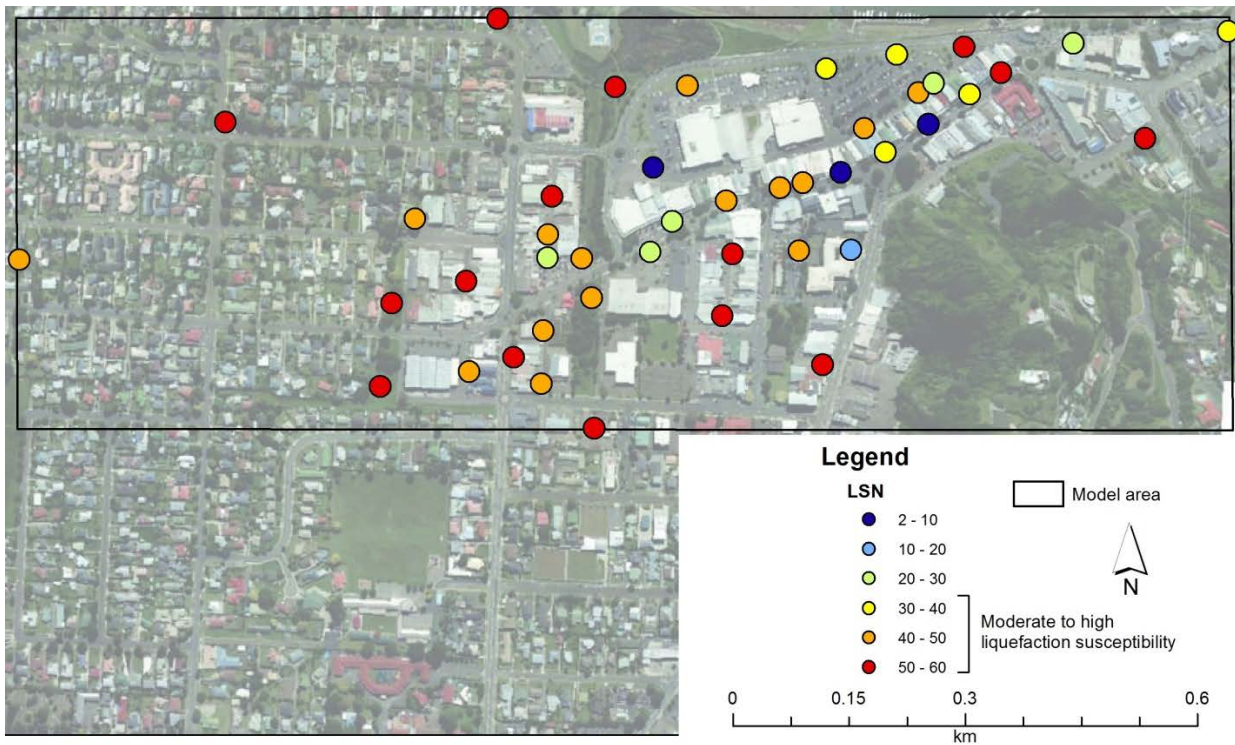 Legend
LSN
2 - 10
10 - 20
20 - 30
30 - 40
40 - 50
50 - 60
Moderate to high
liquefaction susceptibility
Model area
N
0 0.15 0.3 0.6
km